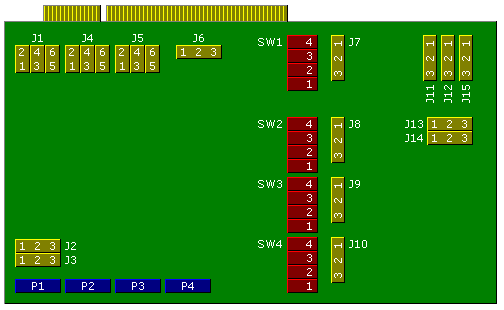 J1 J4 J5 J6
2 4 6 2 4 6 2 4 6 1 2 3
1 3 5 1 3 5 1 3 5
SW1 4 3 2 1 J7 3 2 1
3 2 1 3 2 1 3 2 1
J11 J12 J15
SW2 4 3 2 1 J8 3 2 1
J13 1 2 3
J14 1 2 3
SW3 4 3 2 1 J9 3 2 1
SW4 4 3 2 1 J10 3 2 1
1 2 3 J2
1 2 3 J3
P1 P2 P3 P4